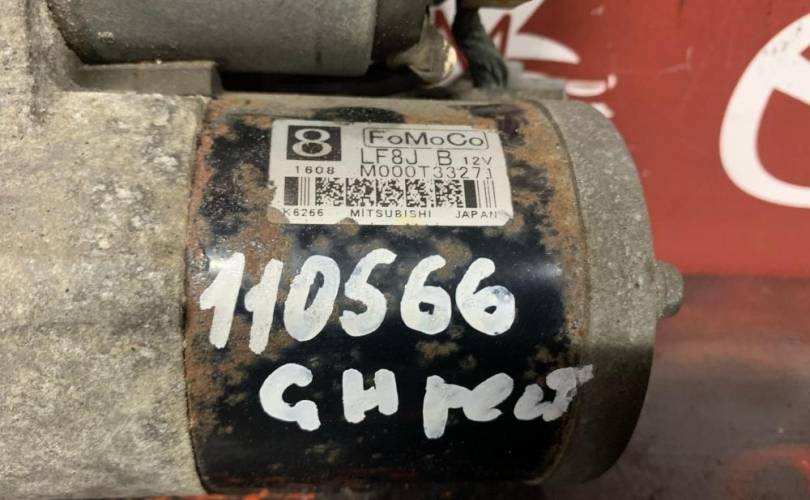 8 FoMoCo
LF8J B 12V
1608 M000T33271
K6266 MITSUBISHI JAPAN
110566
GH рест